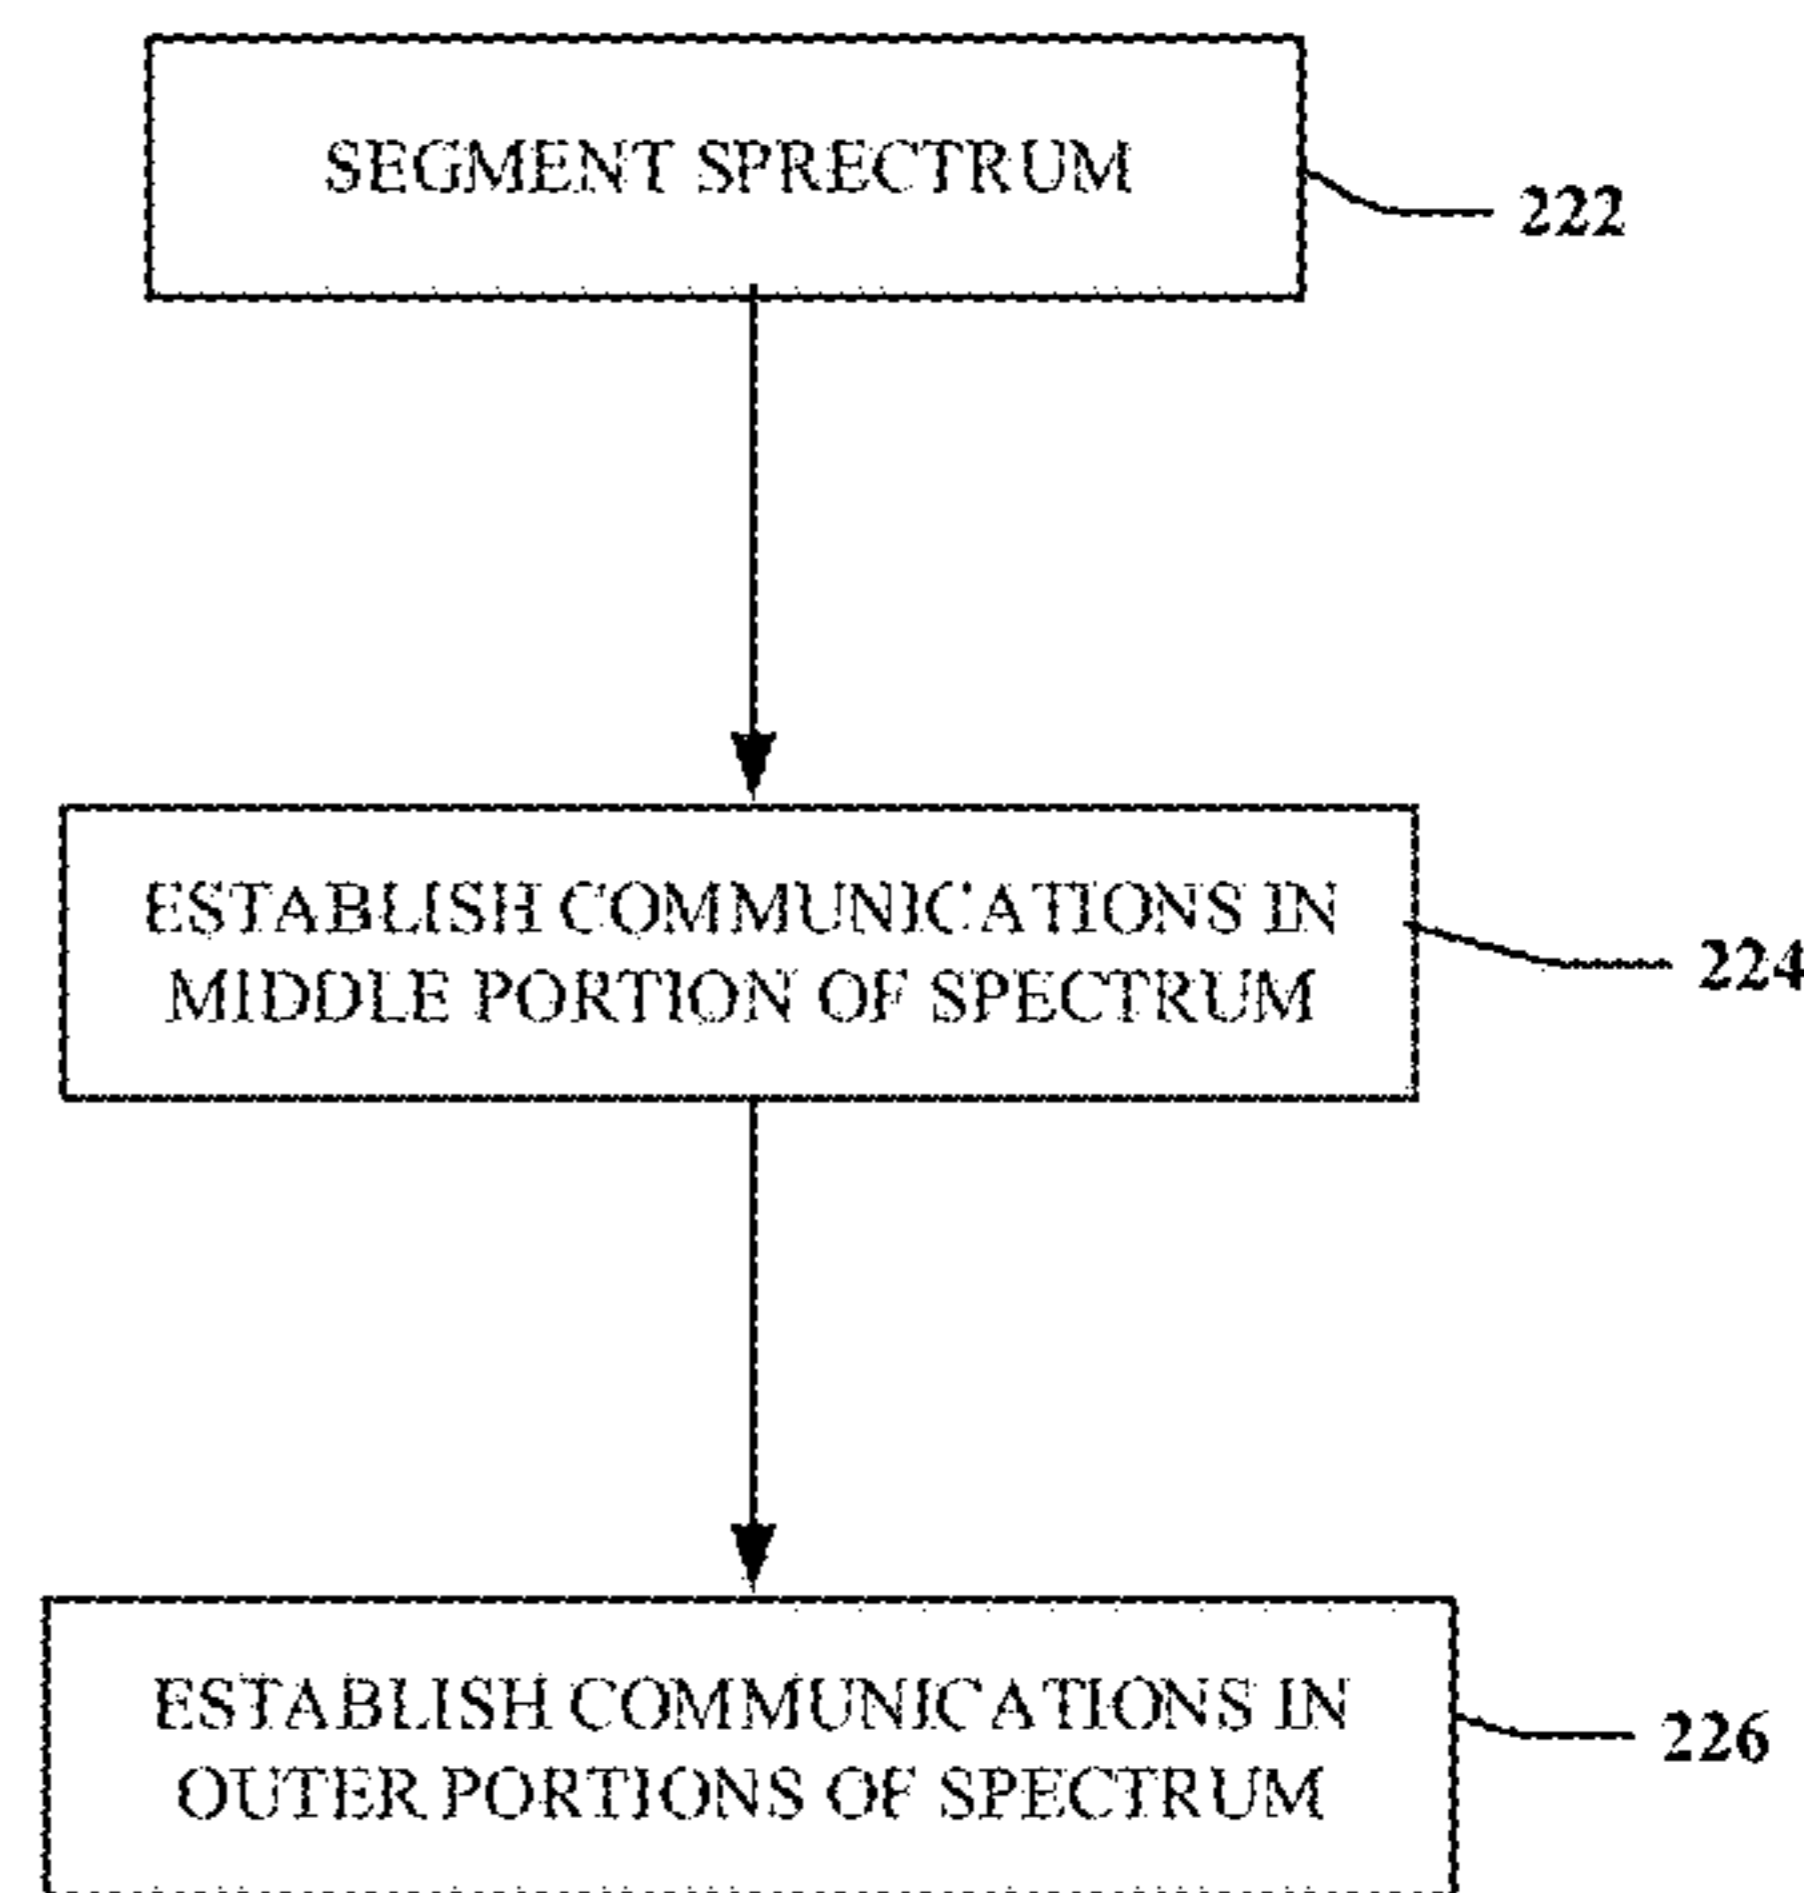 SEGMENT SPRECTRUM
222
ESTABLISH COMMUNICATIONS IN
MIDDLE PORTION OF SPECTRUM
224
ESTABLISH COMMUNICATIONS IN
OUTER PORTIONS OF SPECTRUM
226